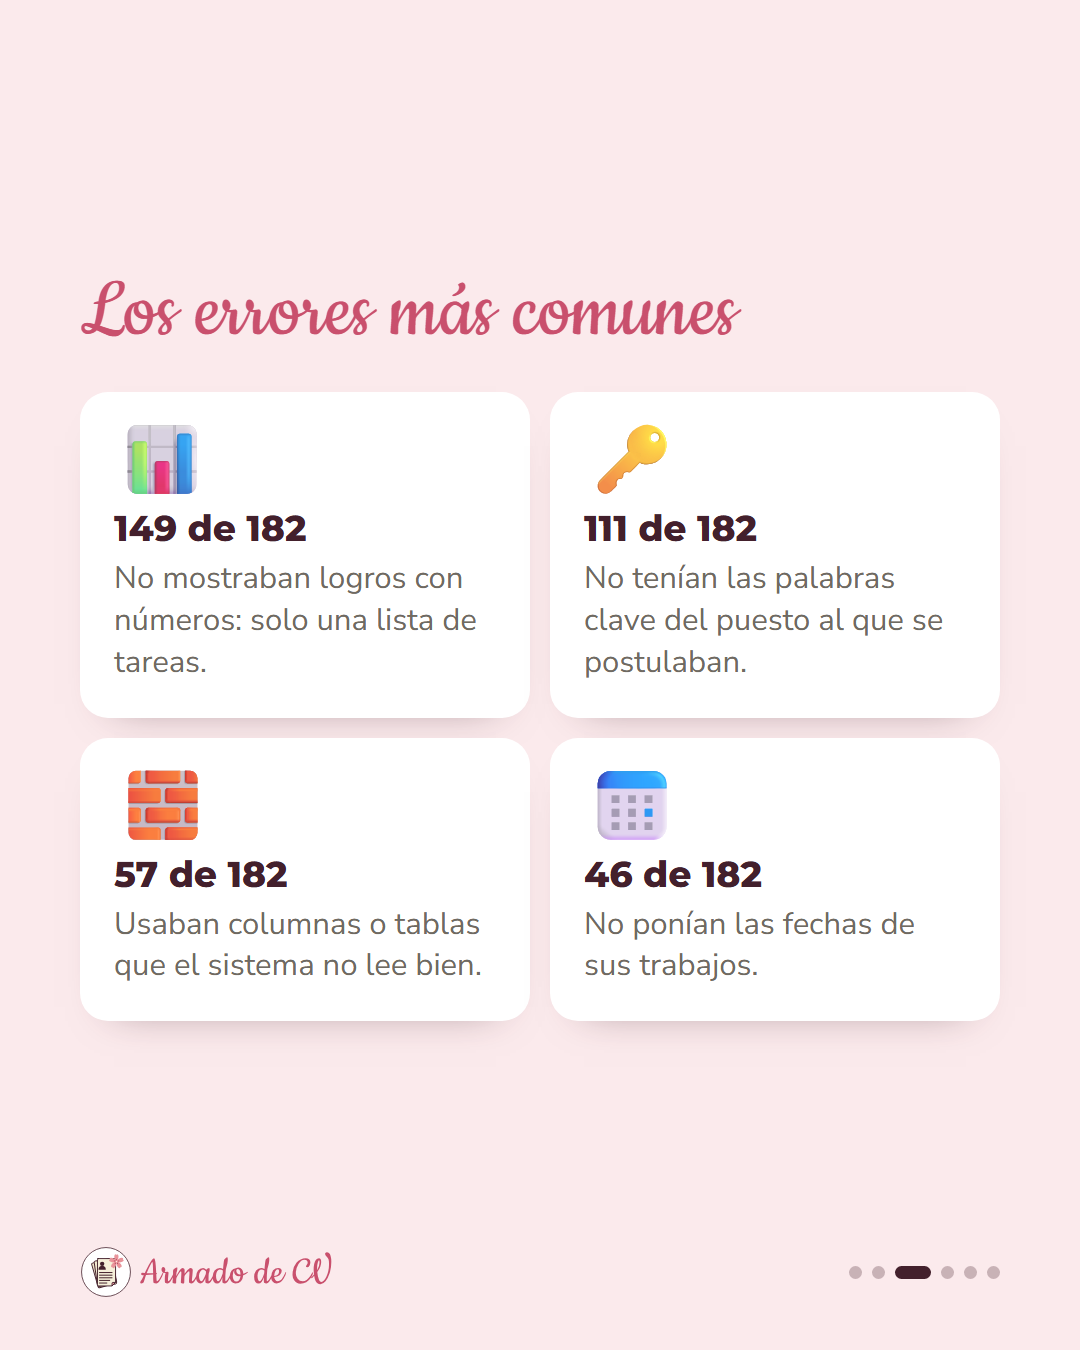 Los errores más comunes
149 de 182
No mostraban logros con
números: solo una lista de
tareas.
111 de 182
No tenían las palabras
clave del puesto al que se
postulaban.
57 de 182
Usaban columnas o tablas
que el sistema no lee bien.
46 de 182
No ponían las fechas de
sus trabajos.
Armado de CV